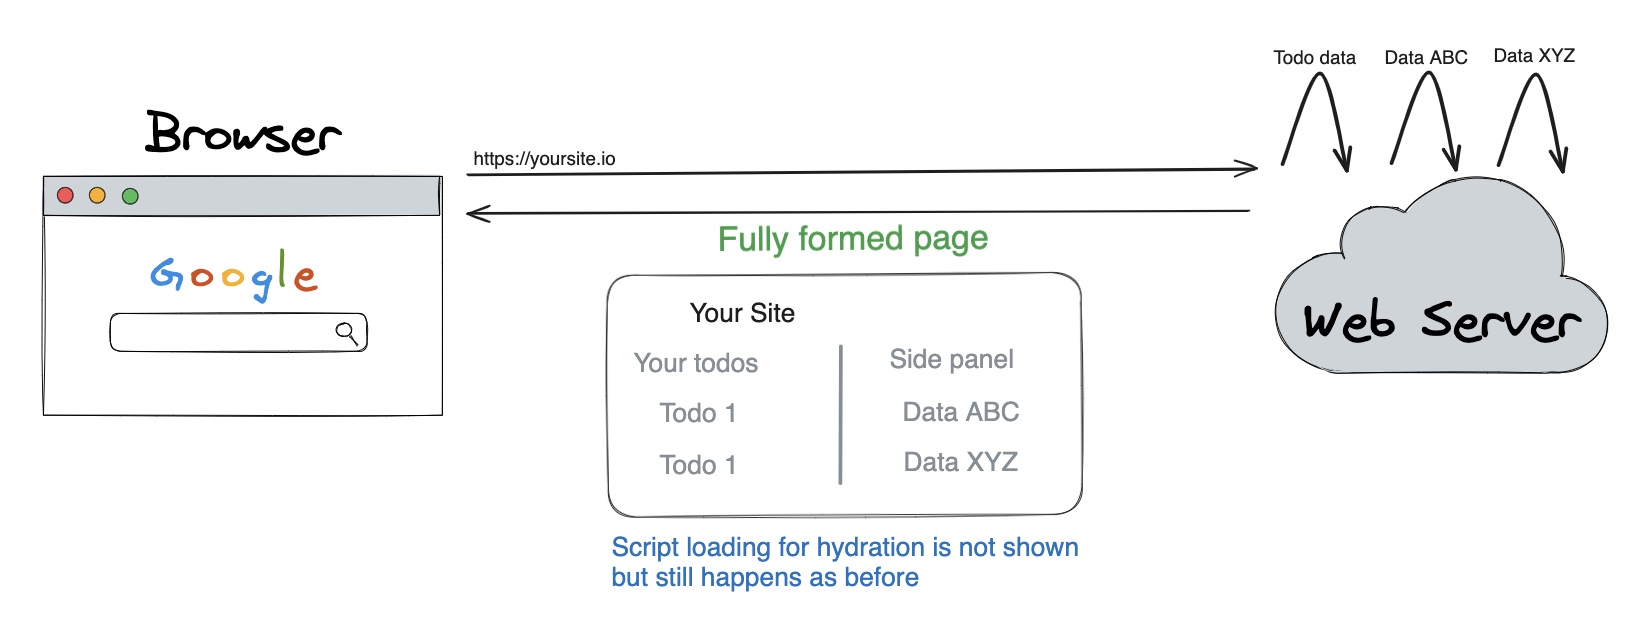 Todo data
Data ABC
Data XYZ
Browser
https://yoursite.io
Google
Fully formed page
Your Site
Your todos
Side panel
Todo 1
Data ABC
Todo 1
Data XYZ
Web Server
Script loading for hydration is not shown
but still happens as before